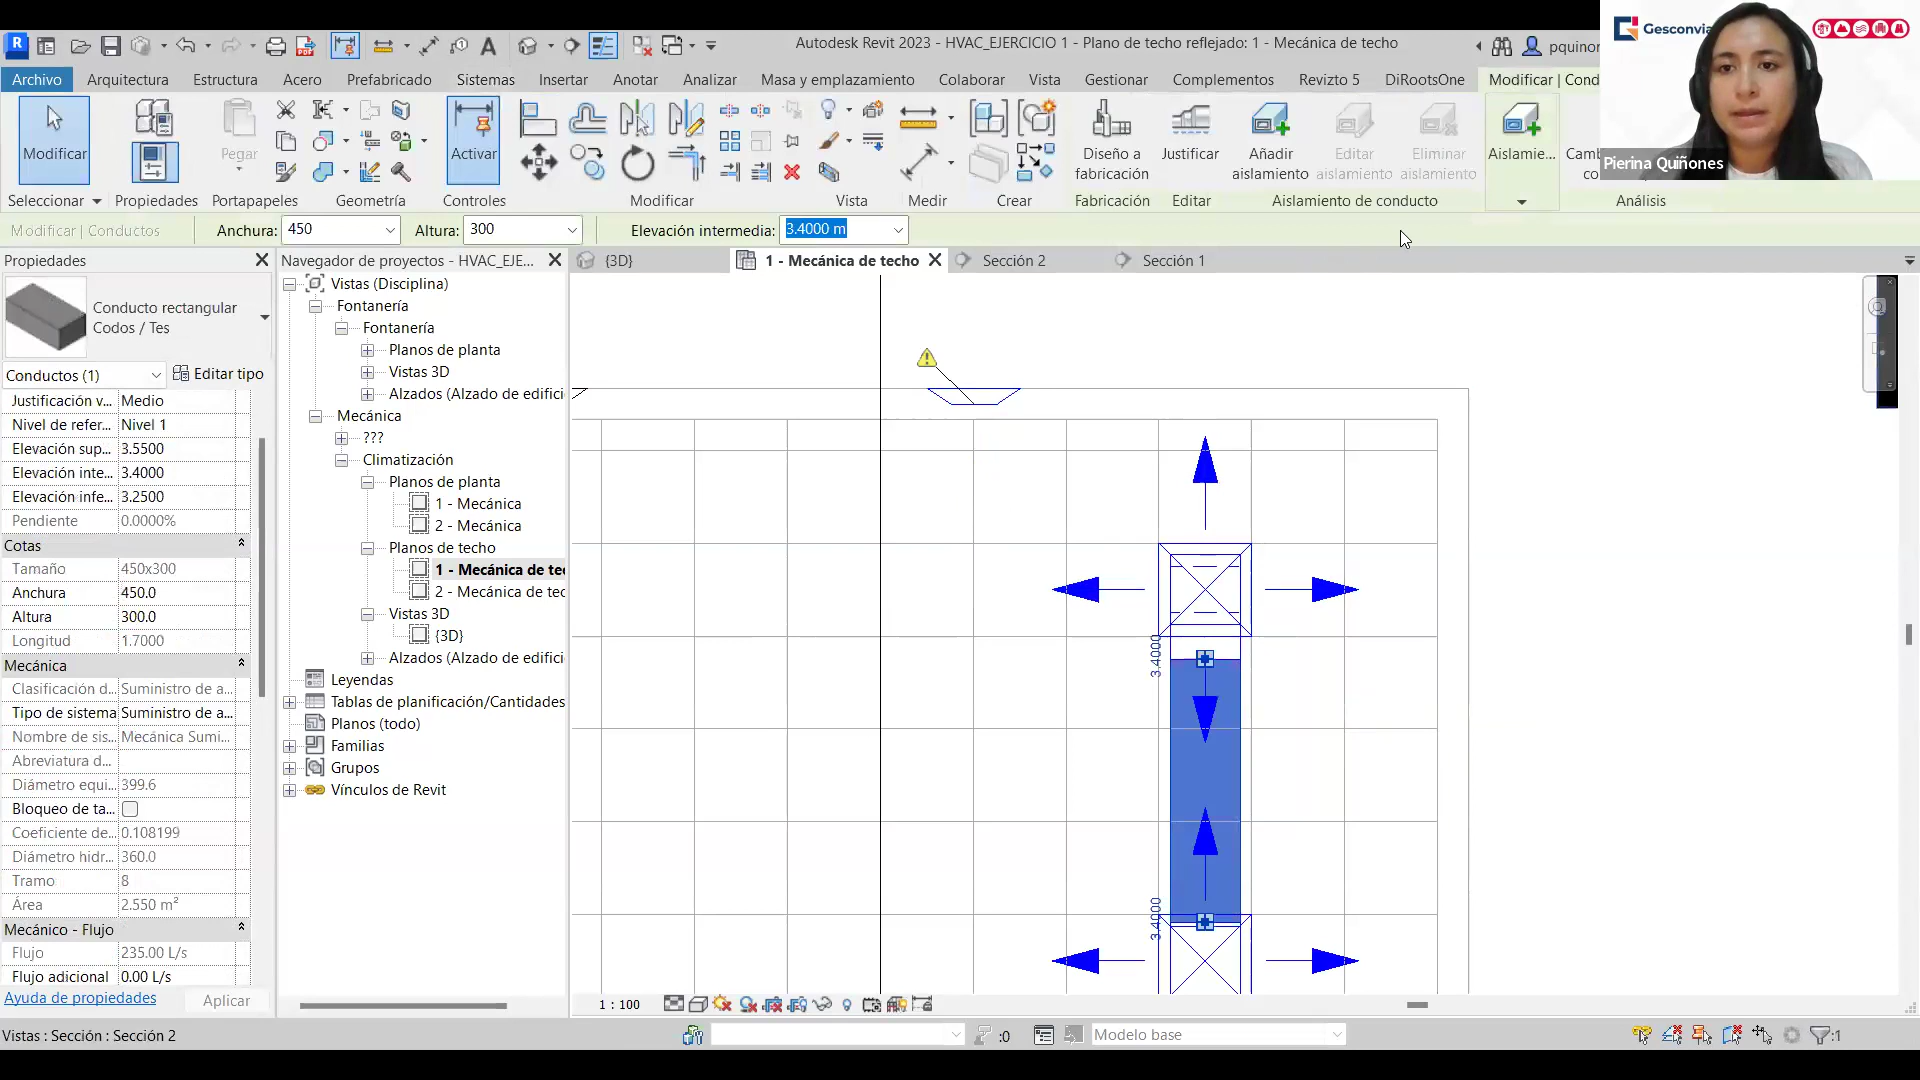 Autodesk Revit 2023 - HVAC_EJERCICIO 1 - Plano de techo reflejado: 1 - Mecánica de techo
pquinor
Gesconvia
Archivo Arquitectura Estructura Acero Prefabricado Sistemas Insertar Anotar Analizar Masa y emplazamiento Colaborar Vista Gestionar Complementos Revizto 5 DiRootsOne Modificar | Cond
Modificar
Pegar
Activar
Diseño a fabricación
Justificar
Añadir aislamiento
Editar aislamiento
Eliminar aislamiento
Aislamie...
Pierina Quiñones
Seleccionar Propiedades Portapapeles Geometría Controles Modificar Vista Medir Crear Fabricación Editar Aislamiento de conducto Análisis
Modificar | Conductos Anchura: 450 Altura: 300 Elevación intermedia: 3.4000 m
Propiedades
Conducto rectangular
Codos / Tes
Conductos (1) Editar tipo
Justificación v... Medio
Nivel de refer... Nivel 1
Elevación sup... 3.5500
Elevación inte... 3.4000
Elevación infe... 3.2500
Pendiente 0.0000%
Cotas
Tamaño 450x300
Anchura 450.0
Altura 300.0
Longitud 1.7000
Mecánica
Clasificación d... Suministro de a...
Tipo de sistema Suministro de a...
Nombre de sis... Mecánica Sumi...
Abreviatura d...
Diámetro equi... 399.6
Bloqueo de ta...
Coeficiente de... 0.108199
Diámetro hidr... 360.0
Tramo 8
Área 2.550 m²
Mecánico - Flujo
Flujo 235.00 L/s
Flujo adicional 0.00 L/s
Ayuda de propiedades Aplicar
Navegador de proyectos - HVAC_EJE...
Vistas (Disciplina)
Fontanería
Fontanería
Planos de planta
Vistas 3D
Alzados (Alzado de edifici
Mecánica
???
Climatización
Planos de planta
1 - Mecánica
2 - Mecánica
Planos de techo
1 - Mecánica de tec
2 - Mecánica de tec
Vistas 3D
{3D}
Alzados (Alzado de edifici
Leyendas
Tablas de planificación/Cantidades
Planos (todo)
Familias
Grupos
Vínculos de Revit
{3D} 1 - Mecánica de techo Sección 2 Sección 1
3.4000
3.4000
1 : 100
Vistas : Sección : Sección 2
:0
Modelo base
:1